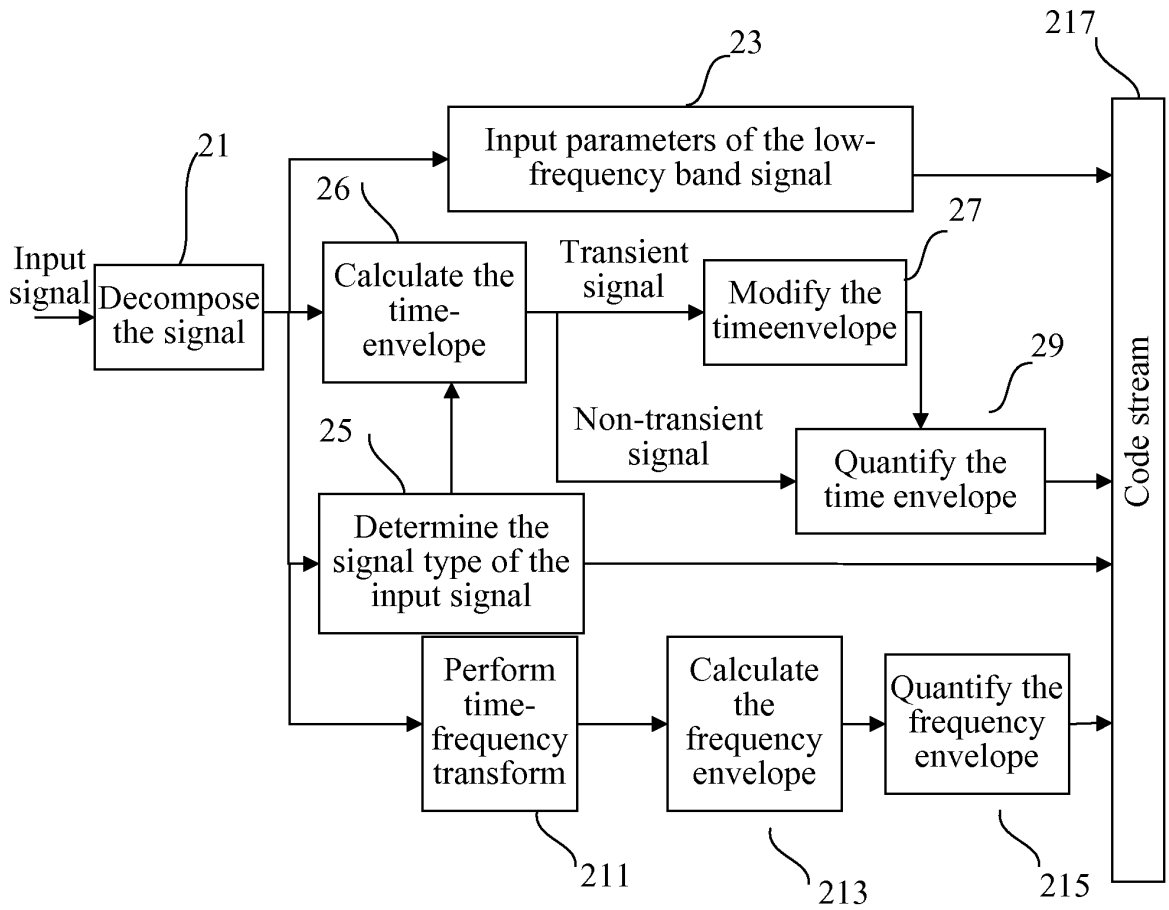 217
23
Input parameters of the low-
frequency band signal
21
26
27
Input
signal
Decompose
the signal
Calculate the
time-
envelope
Transient
signal
Modify the
timeenvelope
29
25
Non-transient
signal
Quantify the
time envelope
Code stream
Determine the
signal type of the
input signal
Perform
time-
frequency
transform
Calculate
the
frequency
envelope
Quantify the
frequency
envelope
211
213
215